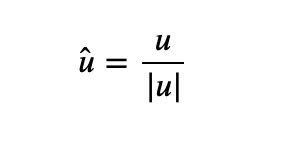 û = u / |u|